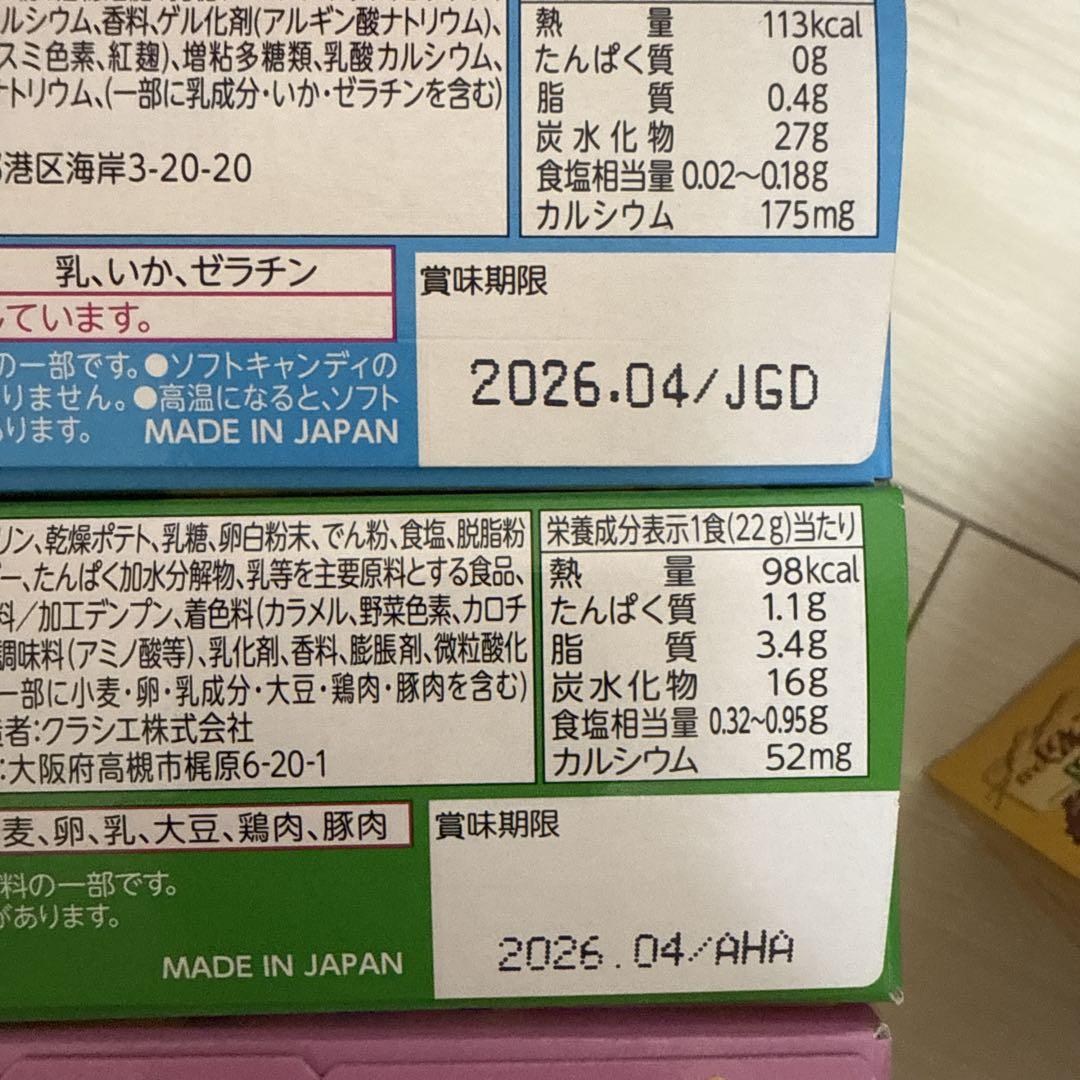 ルシウム、香料、ゲル化剤(アルギン酸ナトリウム)、
スミ色素、紅麹)、増粘多糖類、乳酸カルシウム、
ナトリウム、(一部に乳成分・いか・ゼラチンを含む)
港区海岸3-20-20
熱量 113kcal
たんぱく質 0g
脂質 0.4g
炭水化物 27g
食塩相当量 0.02〜0.18g
カルシウム 175mg
乳、いか、ゼラチン
しています。
の一部です。●ソフトキャンディの
りません。●高温になると、ソフト
あります。 MADE IN JAPAN
賞味期限
2026.04/JGD
リン、乾燥ポテト、乳糖、卵白粉末、でん粉、食塩、脱脂粉
ー、たんぱく加水分解物、乳等を主要原料とする食品、
料/加工デンプン、着色料(カラメル、野菜色素、カロチ
調味料(アミノ酸等)、乳化剤、香料、膨脹剤、微粒酸化
一部に小麦・卵・乳成分・大豆・鶏肉・豚肉を含む)
造者:クラシエ株式会社
:大阪府高槻市梶原6-20-1
栄養成分表示1食(22g)当たり
熱量 98kcal
たんぱく質 1.1g
脂質 3.4g
炭水化物 16g
食塩相当量 0.32~0.95g
カルシウム 52mg
麦、卵、乳、大豆、鶏肉、豚肉
料の一部です。
があります。
MADE IN JAPAN
賞味期限
2026.04/AHA